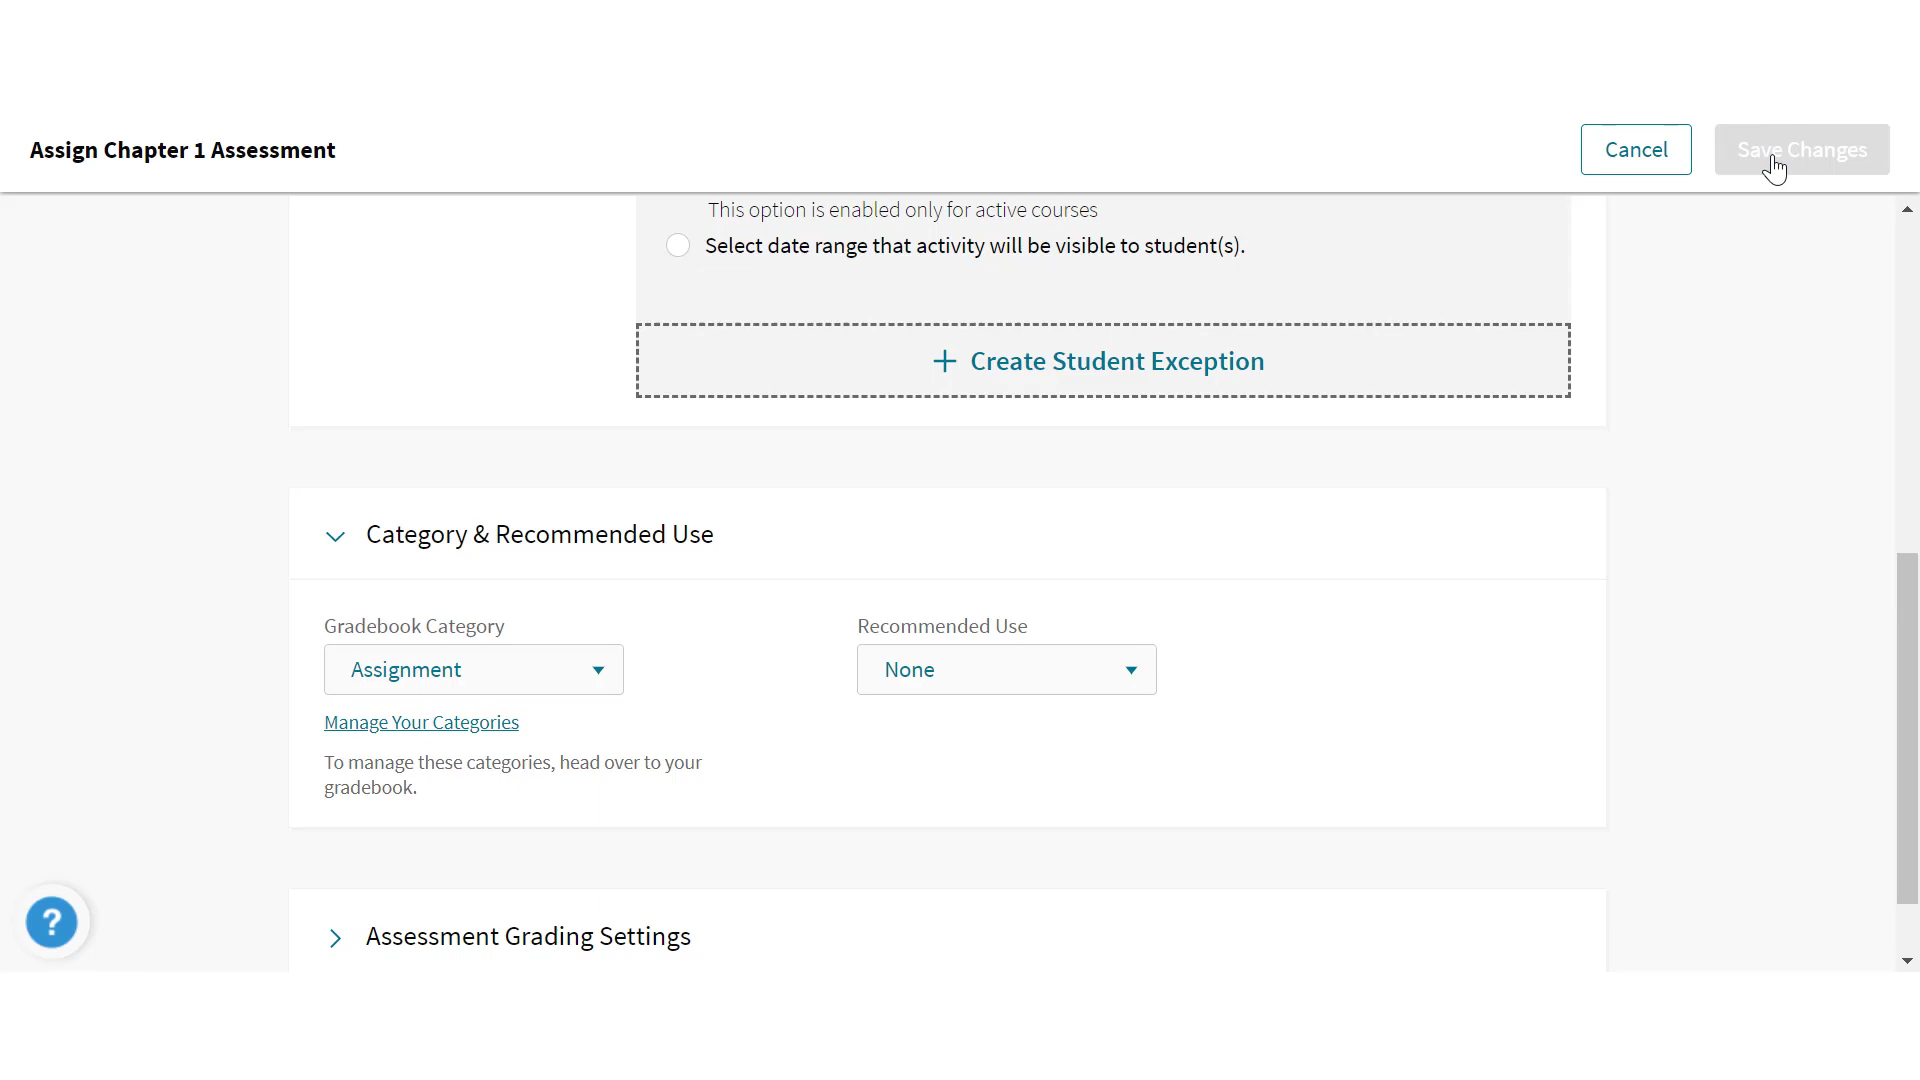 Assign Chapter 1 Assessment
Cancel
Save Changes
This option is enabled only for active courses
Select date range that activity will be visible to student(s).
+ Create Student Exception
Category & Recommended Use
Gradebook Category
Recommended Use
Assignment
None
Manage Your Categories
To manage these categories, head over to your
gradebook.
?
Assessment Grading Settings